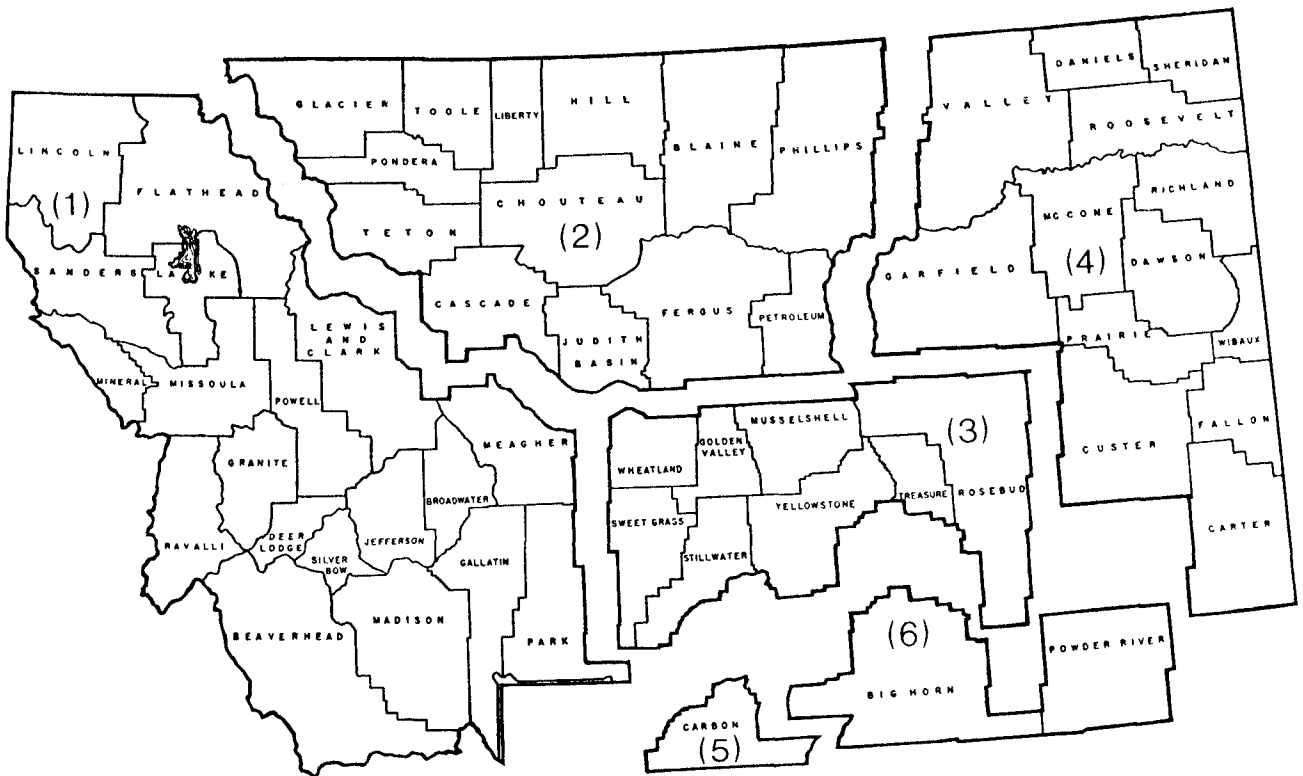 GLACIER
TOOLE
LIBERTY
HILL
BLAINE
PHILLIPS
VALLEY
DANIELS
SHERIDAN
ROOSEVELT
LINCOLN
FLATHEAD
(1)
PONDERA
TETON
CHOUTEAU
(2)
RICHLAND
MCCONE
(4)
DAWSON
GARFIELD
SANDERS
LAKE
CASCADE
JUDITH
BASIN
FERGUS
PETROLEUM
PRAIRIE
WIBAUX
LEWIS
AND
CLARK
MINERAL
MISSOULA
POWELL
MEAGHER
WHEATLAND
GOLDEN
VALLEY
MUSSELSHELL
(3)
CUSTER
FALLON
GRANITE
BROADWATER
SWEET GRASS
YELLOWSTONE
TREASURE
ROSEBUD
CARTER
RAVALLI
DEER
LODGE
SILVER
BOW
JEFFERSON
GALLATIN
STILLWATER
BEAVERHEAD
MADISON
PARK
(6)
BIG HORN
POWDER RIVER
CARBON
(5)